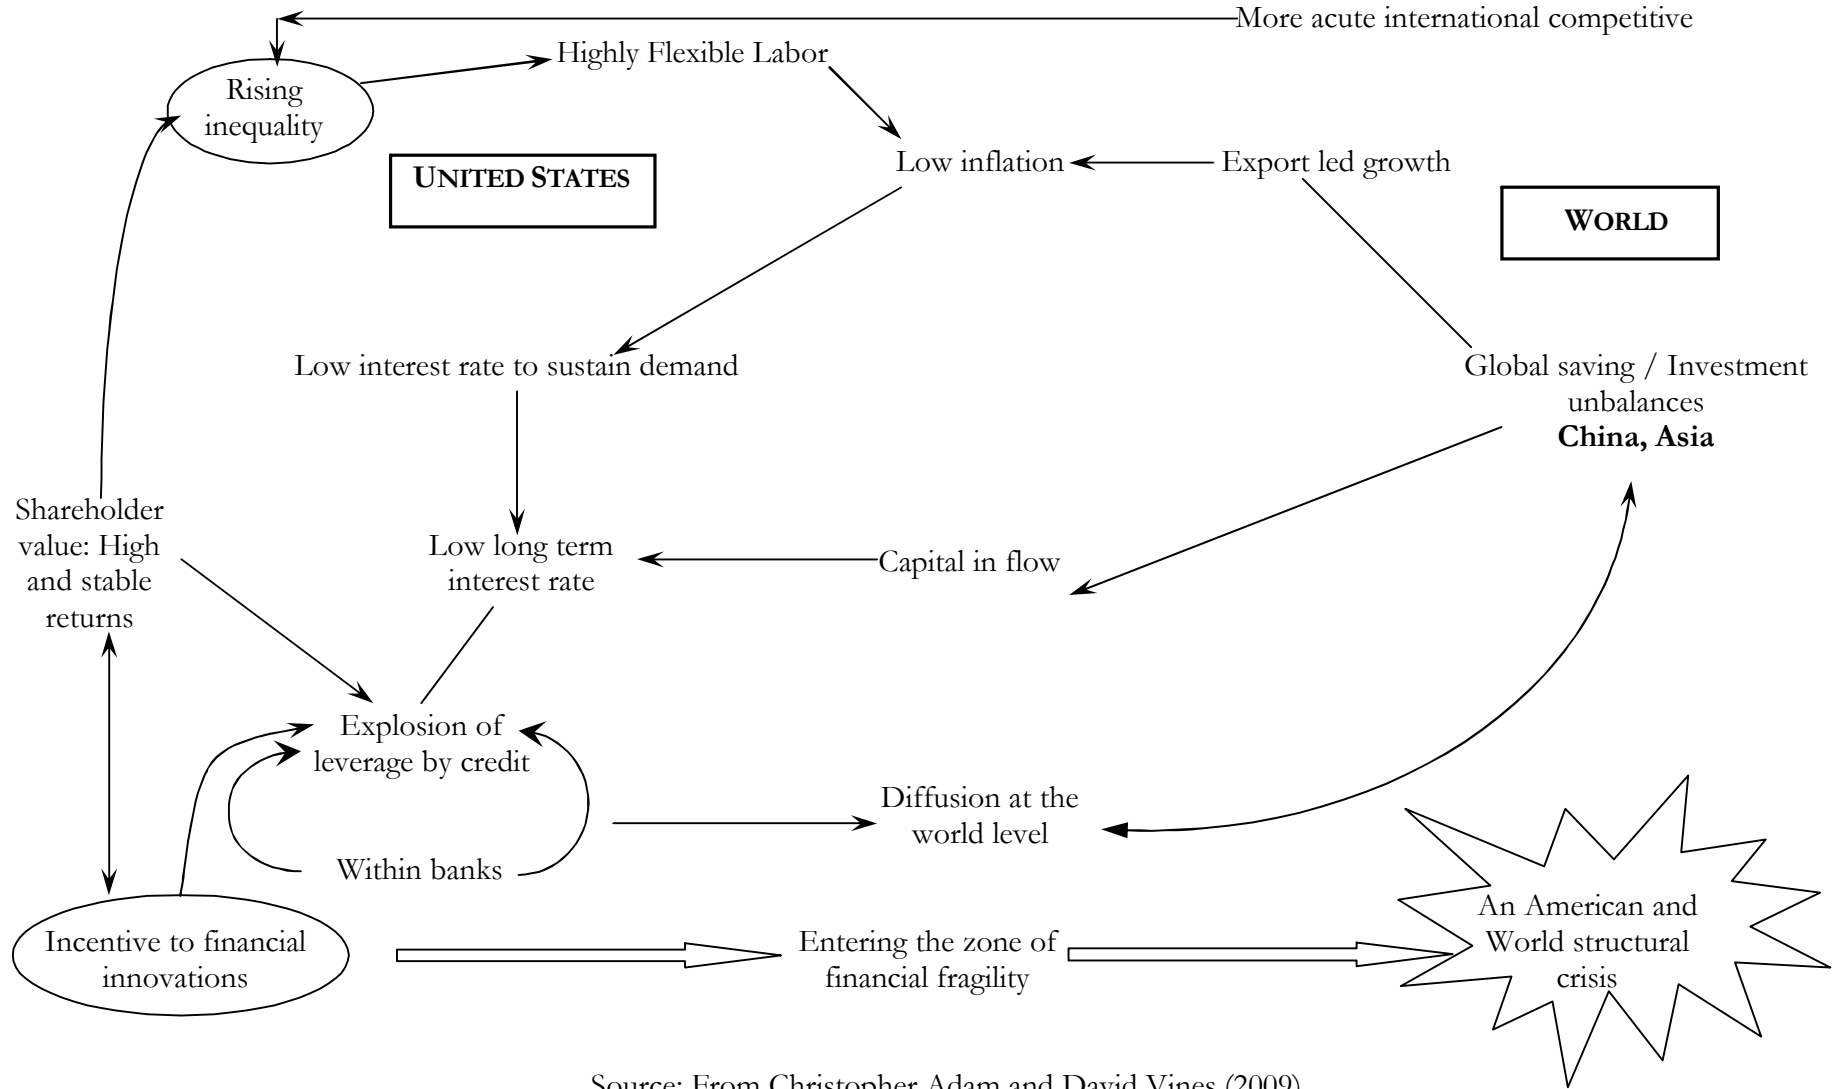 More acute international competitive
Highly Flexible Labor
Rising
inequality
UNITED STATES
Low inflation
Export led growth
WORLD
Low interest rate to sustain demand
Global saving / Investment
unbalances
China, Asia
Shareholder
value: High
and stable
returns
Low long term
interest rate
Capital in flow
Explosion of
leverage by credit
Diffusion at the
world level
Within banks
Incentive to financial
innovations
Entering the zone of
financial fragility
An American and
World structural
crisis
Source: From Christopher Adam and David Vines (2009)